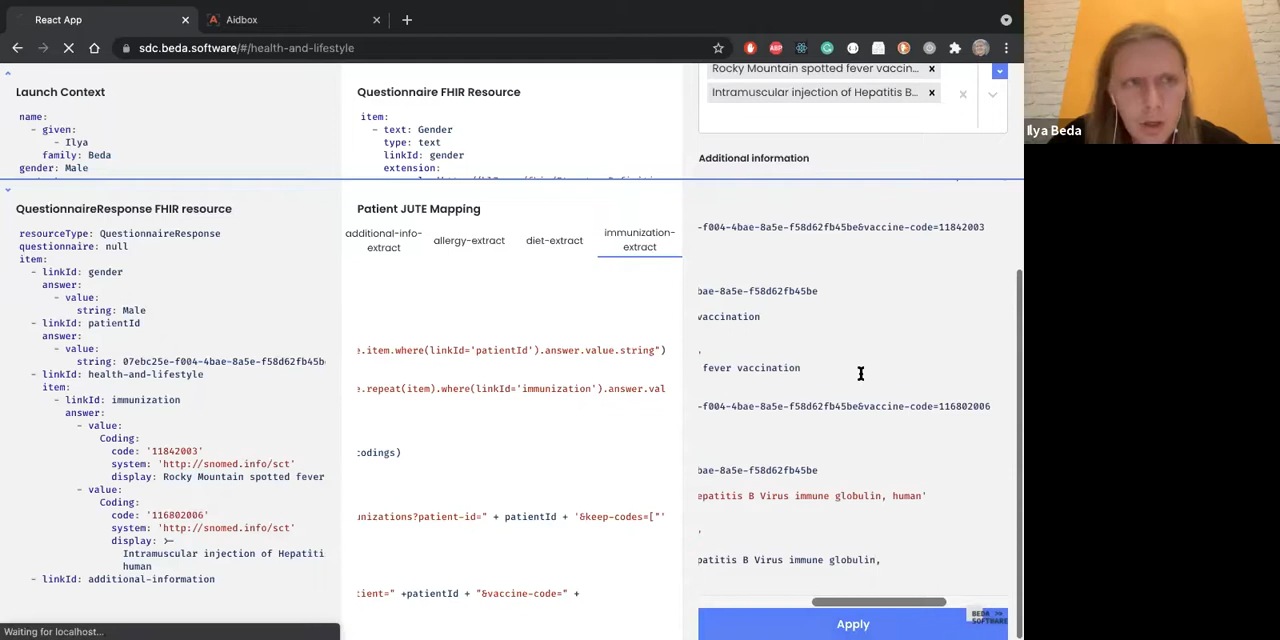 React App
Aidbox
sdc.beda.software/#/health-and-lifestyle
ABP
Launch Context
name:
- given:
- Ilya
family: Beda
gender: Male
Questionnaire FHIR Resource
item:
- text: Gender
type: text
linkId: gender
extension:
Rocky Mountain spotted fever vaccin...
Intramuscular injection of Hepatitis B...
Additional information
QuestionnaireResponse FHIR resource
resourceType: QuestionnaireResponse
questionnaire: null
item:
- linkId: gender
answer:
- value:
string: Male
- linkId: patientId
answer:
- value:
string: 07ebc25e-f004-4bae-8a5e-f58d62fb45b
- linkId: health-and-lifestyle
item:
- linkId: immunization
answer:
- value:
Coding:
code: '11842003'
system: 'http://snomed.info/sct'
display: Rocky Mountain spotted fever
- value:
Coding:
code: '116802006'
system: 'http://snomed.info/sct'
display: >-
Intramuscular injection of Hepatiti
human
- linkId: additional-information
Patient JUTE Mapping
additional-info-
extract
allergy-extract
diet-extract
immunization-
extract
e.item.where(linkId='patientId').answer.value.string")
e.repeat(item).where(linkId='immunization').answer.val
codings)
unizations?patient-id=" + patientId + '&keep-codes=["'
tient=" +patientId + "&vaccine-code=" +
-f004-4bae-8a5e-f58d62fb45be&vaccine-code=11842003
bae-8a5e-f58d62fb45be
vaccination
,
fever vaccination
-f004-4bae-8a5e-f58d62fb45be&vaccine-code=116802006
bae-8a5e-f58d62fb45be
epatitis B Virus immune globulin, human'
,
patitis B Virus immune globulin,
Apply
BEDA
SOFTWARE
Waiting for localhost...
Ilya Beda